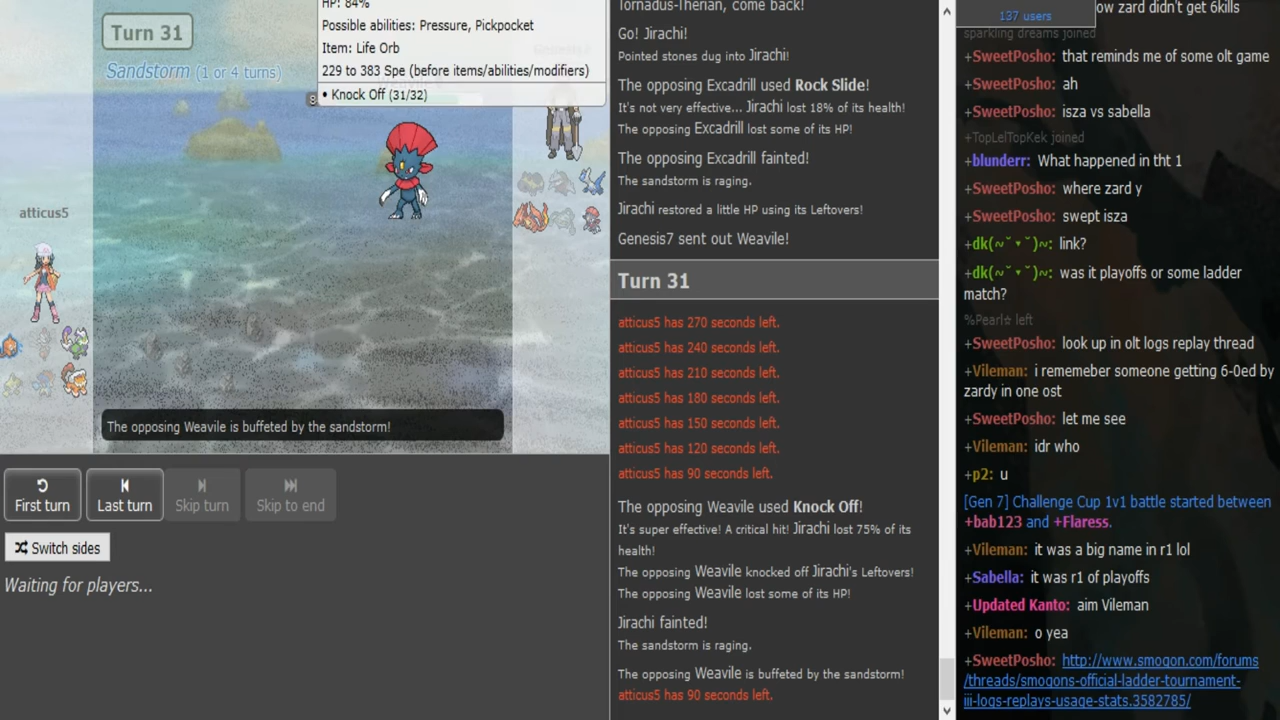 Turn 31
Sandstorm (1 or 4 turns)
HP: 84%
Possible abilities: Pressure, Pickpocket
Item: Life Orb
229 to 383 Spe (before items/abilities/modifiers)
• Knock Off (31/32)
atticus5
The opposing Weavile is buffeted by the sandstorm!
First turn
Last turn
Skip turn
Skip to end
Switch sides
Waiting for players...
Tornadus-Therian, come back!
Go! Jirachi!
Pointed stones dug into Jirachi!
The opposing Excadrill used Rock Slide!
It's not very effective... Jirachi lost 18% of its health!
The opposing Excadrill lost some of its HP!
The opposing Excadrill fainted!
The sandstorm is raging.
Jirachi restored a little HP using its Leftovers!
Genesis7 sent out Weavile!
Turn 31
atticus5 has 270 seconds left.
atticus5 has 240 seconds left.
atticus5 has 210 seconds left.
atticus5 has 180 seconds left.
atticus5 has 150 seconds left.
atticus5 has 120 seconds left.
atticus5 has 90 seconds left.
The opposing Weavile used Knock Off!
It's super effective! A critical hit! Jirachi lost 75% of its
health!
The opposing Weavile knocked off Jirachi's Leftovers!
The opposing Weavile lost some of its HP!
Jirachi fainted!
The sandstorm is raging.
The opposing Weavile is buffeted by the sandstorm!
atticus5 has 90 seconds left.
137 users
ow zard didn't get 6kills
sparkling dreams joined
+SweetPosho: that reminds me of some olt game
+SweetPosho: ah
+SweetPosho: isza vs sabella
+TopLelTopKek joined
+blunderr: What happened in tht 1
+SweetPosho: where zard y
+SweetPosho: swept isza
+dk(~˘▾˘)~: link?
+dk(~˘▾˘)~: was it playoffs or some ladder
match?
%Pearl☆ left
+SweetPosho: look up in olt logs replay thread
+Vileman: i rememeber someone getting 6-0ed by
zardy in one ost
+SweetPosho: let me see
+Vileman: idr who
+p2: u
[Gen 7] Challenge Cup 1v1 battle started between
+bab123 and +Flaress.
+Vileman: it was a big name in r1 lol
+Sabella: it was r1 of playoffs
+Updated Kanto: aim Vileman
+Vileman: o yea
+SweetPosho: http://www.smogon.com/forums
/threads/smogons-official-ladder-tournament-
iii-logs-replays-usage-stats.3582785/